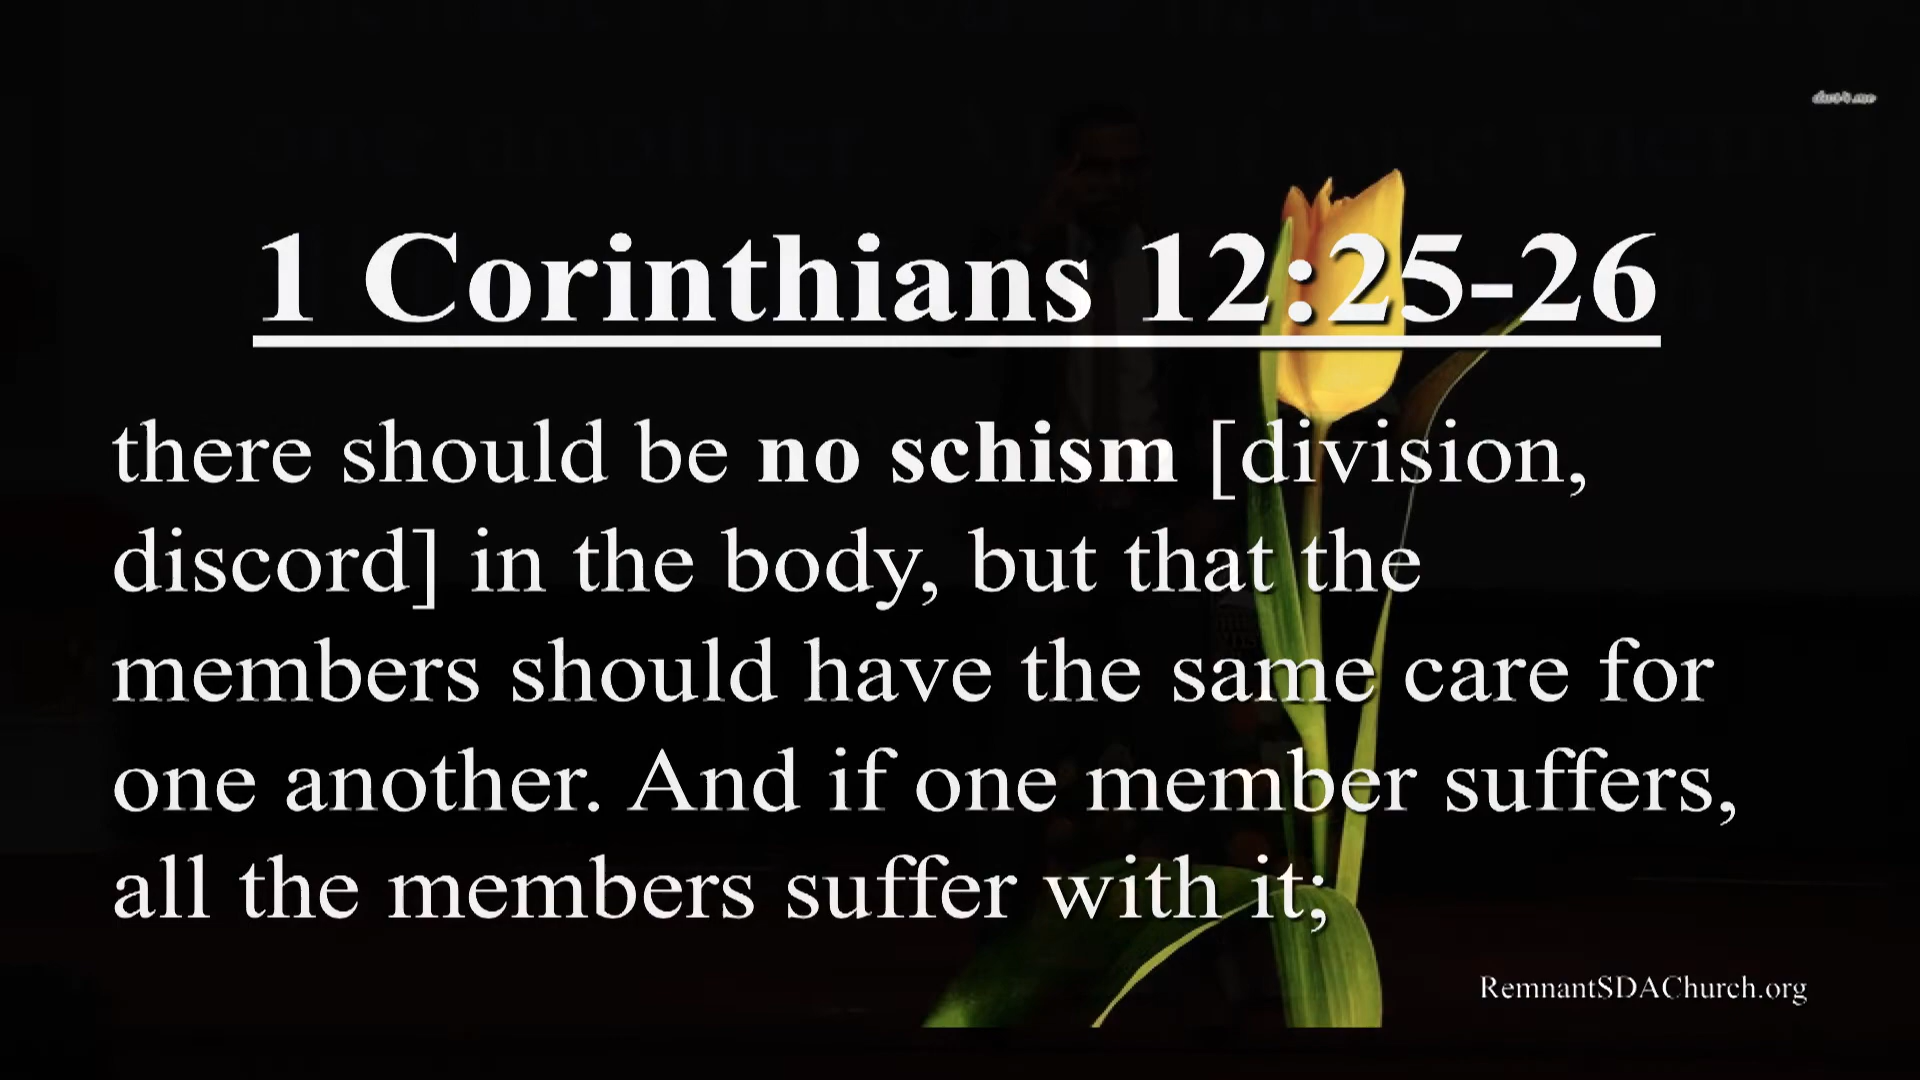 1 Corinthians 12:25-26
there should be no schism [division,
discord] in the body, but that the
members should have the same care for
one another. And if one member suffers,
all the members suffer with it;
RemnantSDAChurch.org